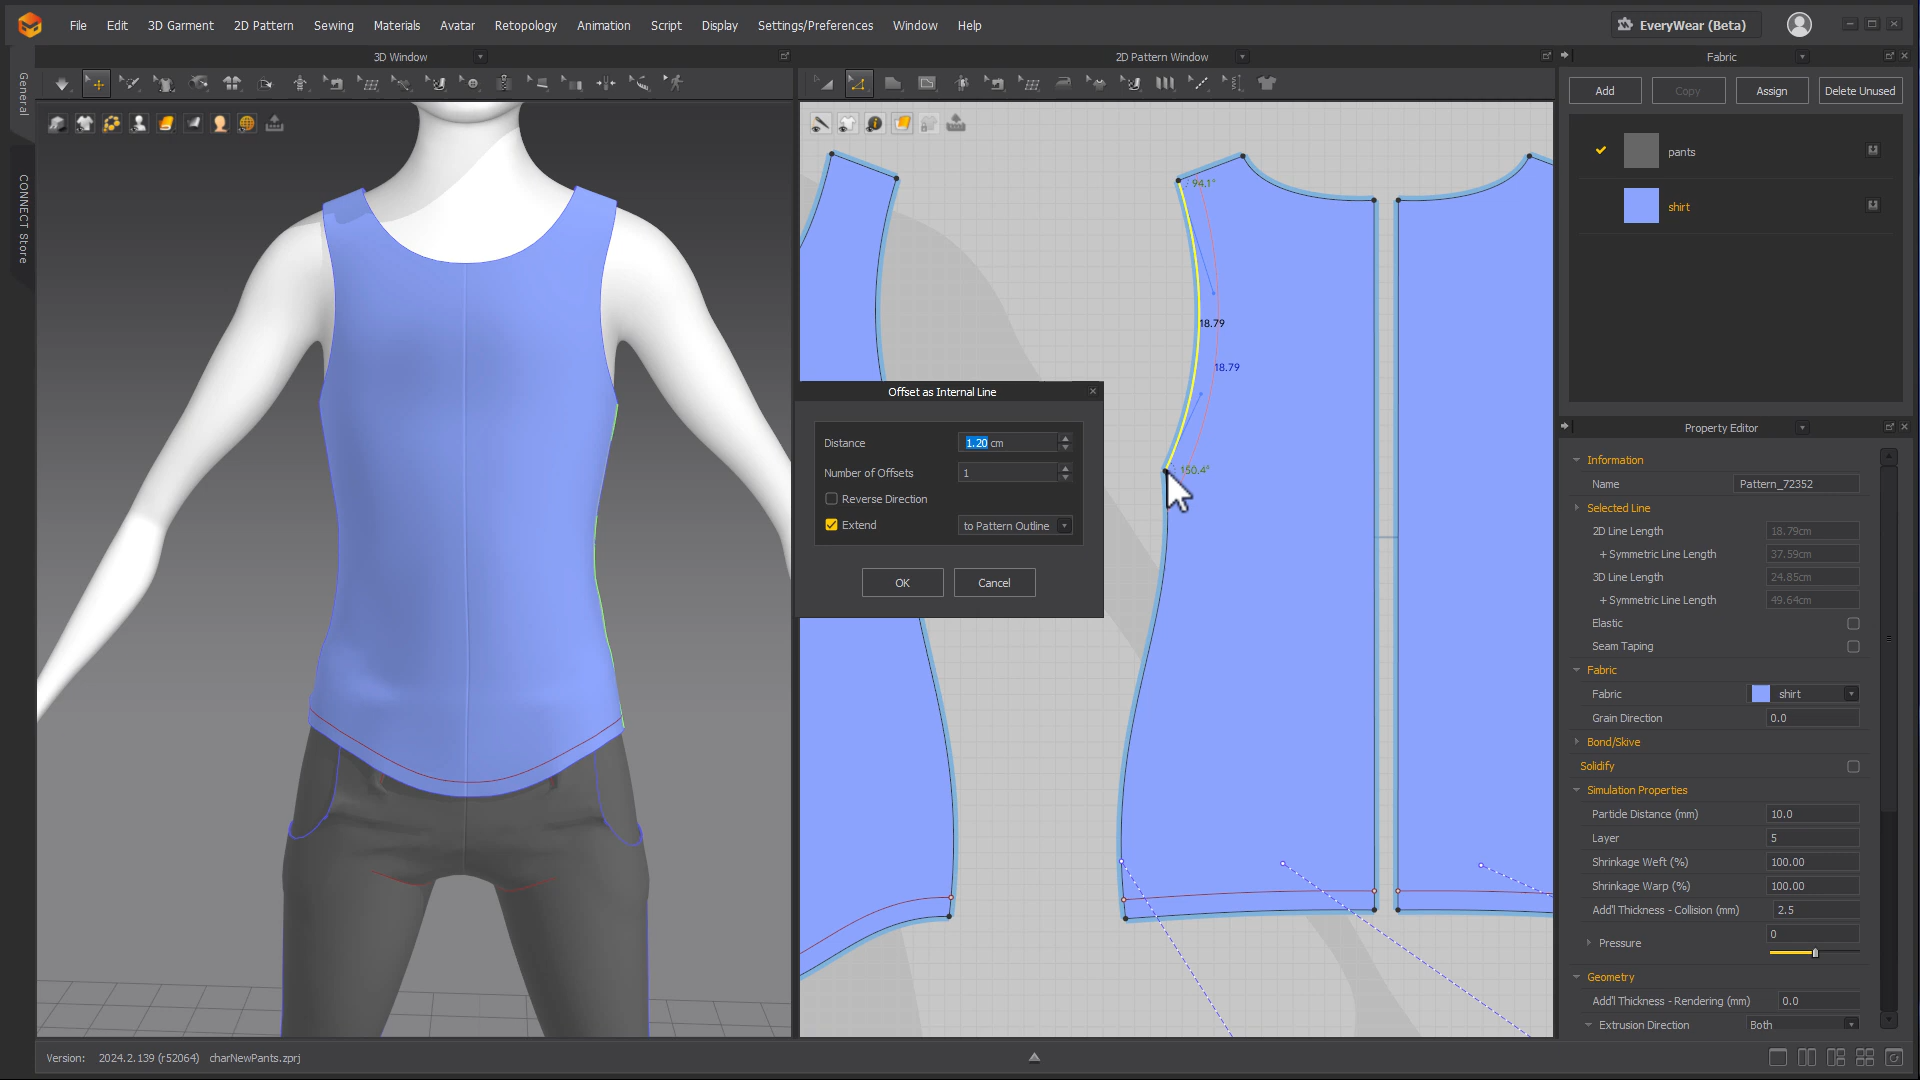 File Edit 3D Garment 2D Pattern Sewing Materials Avatar Retopology Animation Script Display Settings/Preferences Window Help
EveryWear (Beta)
General
CONNECT Store
3D Window
2D Pattern Window
Fabric
Add Copy Assign Delete Unused
pants
shirt
94.1°
18.79
18.79
150.4°
Offset as Internal Line
Distance 1.20 cm
Number of Offsets 1
Reverse Direction
Extend to Pattern Outline
OK Cancel
Property Editor
Information
Name Pattern_72352
Selected Line
2D Line Length 18.79cm
+ Symmetric Line Length 37.59cm
3D Line Length 24.85cm
+ Symmetric Line Length 49.64cm
Elastic
Seam Taping
Fabric
Fabric shirt
Grain Direction 0.0
Bond/Skive
Solidify
Simulation Properties
Particle Distance (mm) 10.0
Layer 5
Shrinkage Weft (%) 100.00
Shrinkage Warp (%) 100.00
Add'l Thickness - Collision (mm) 2.5
Pressure 0
Geometry
Add'l Thickness - Rendering (mm) 0.0
Extrusion Direction Both
Version: 2024.2.139 (r52064) charNewPants.zprj